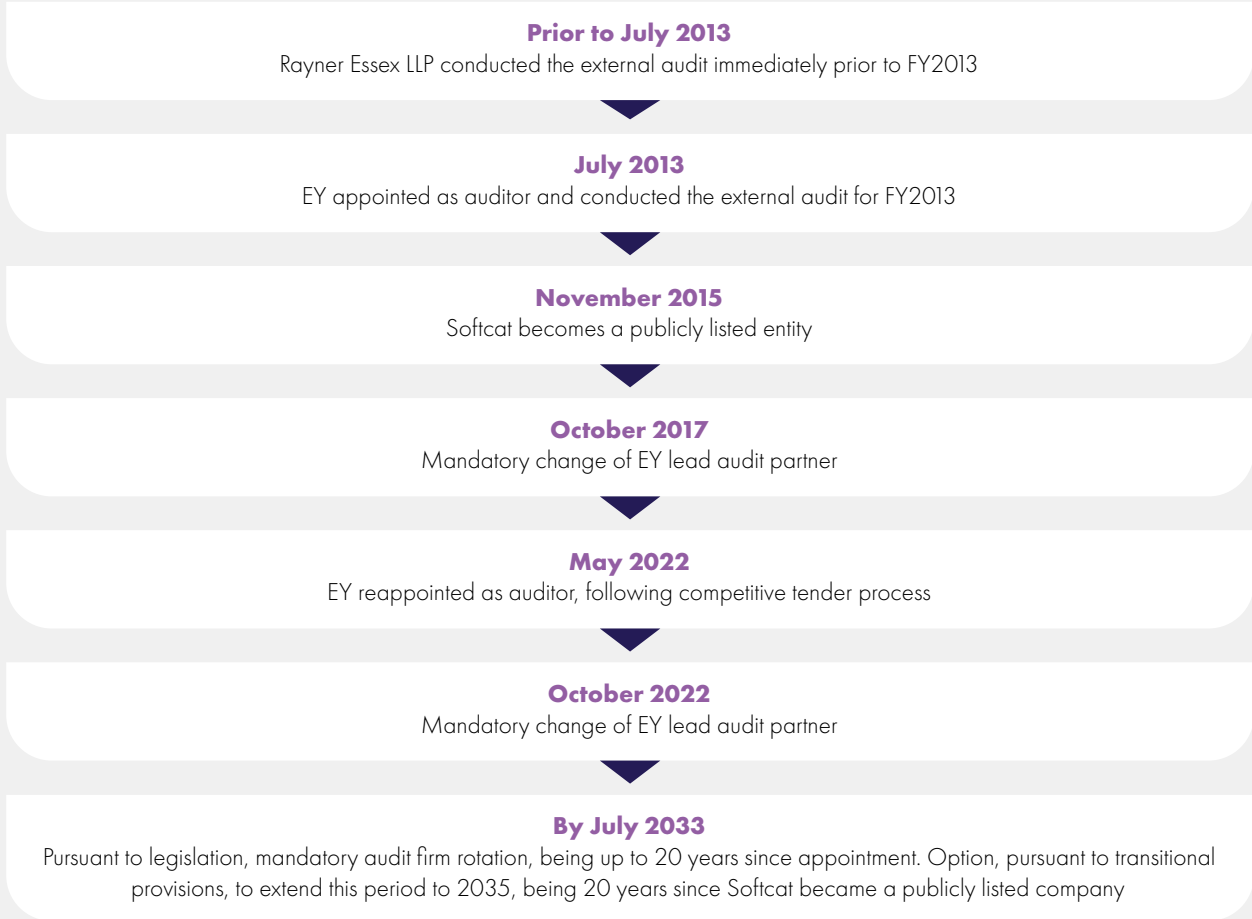 Prior to July 2013
Rayner Essex LLP conducted the external audit immediately prior to FY2013
July 2013
EY appointed as auditor and conducted the external audit for FY2013
November 2015
Softcat becomes a publicly listed entity
October 2017
Mandatory change of EY lead audit partner
May 2022
EY reappointed as auditor, following competitive tender process
October 2022
Mandatory change of EY lead audit partner
By July 2033
Pursuant to legislation, mandatory audit firm rotation, being up to 20 years since appointment. Option, pursuant to transitional
provisions, to extend this period to 2035, being 20 years since Softcat became a publicly listed company